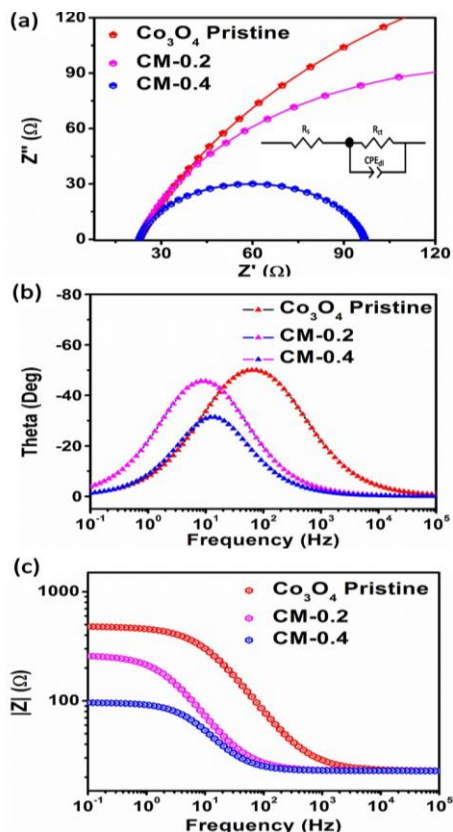 (a)
120
90
60
30
0
Z'' (Ω)
Co₃O₄ Pristine
CM-0.2
CM-0.4
Rs
Rct
CPEdl
0 30 60 90 120
Z' (Ω)
(b)
-80
-60
-40
-20
0
Theta (Deg)
Co₃O₄ Pristine
CM-0.2
CM-0.4
10⁻¹ 10⁰ 10¹ 10² 10³ 10⁴ 10⁵
Frequency (Hz)
(c)
1000
100
|Z| (Ω)
Co₃O₄ Pristine
CM-0.2
CM-0.4
10⁻¹ 10⁰ 10¹ 10² 10³ 10⁴ 10⁵
Frequency (Hz)